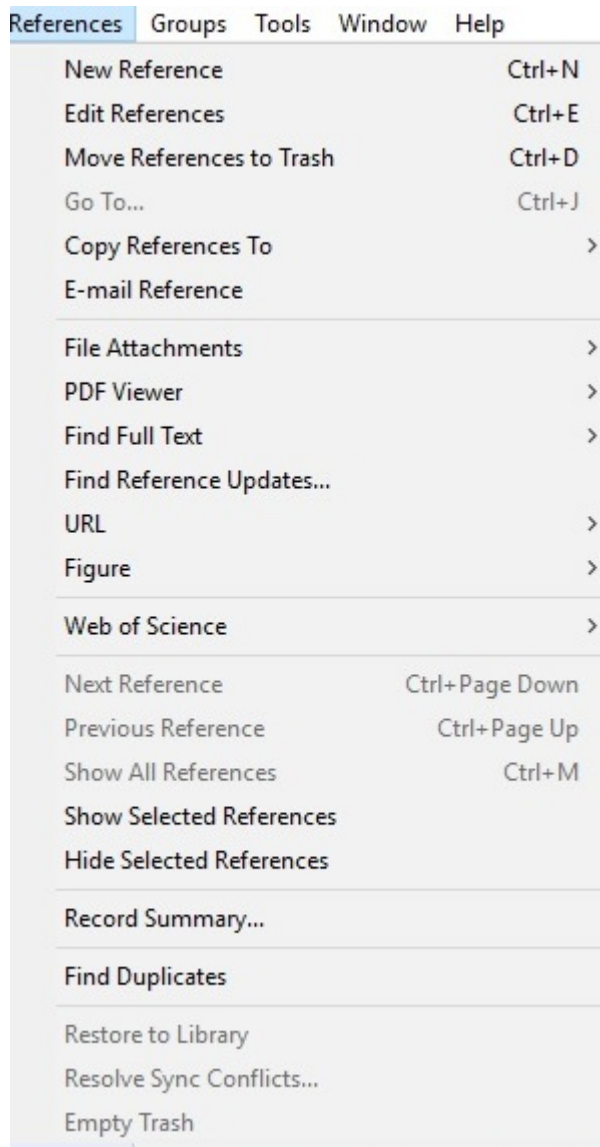 References Groups Tools Window Help
New Reference Ctrl+N
Edit References Ctrl+E
Move References to Trash Ctrl+D
Go To... Ctrl+J
Copy References To >
E-mail Reference
File Attachments >
PDF Viewer >
Find Full Text >
Find Reference Updates...
URL >
Figure >
Web of Science >
Next Reference Ctrl+Page Down
Previous Reference Ctrl+Page Up
Show All References Ctrl+M
Show Selected References
Hide Selected References
Record Summary...
Find Duplicates
Restore to Library
Resolve Sync Conflicts...
Empty Trash